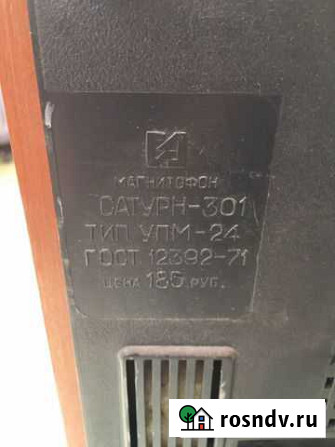 МАГНИТОФОН
САТУРН-301
ТИП УПМ-24
ГОСТ 12392-71
ЦЕНА 185 РУБ.
rosndv.ru